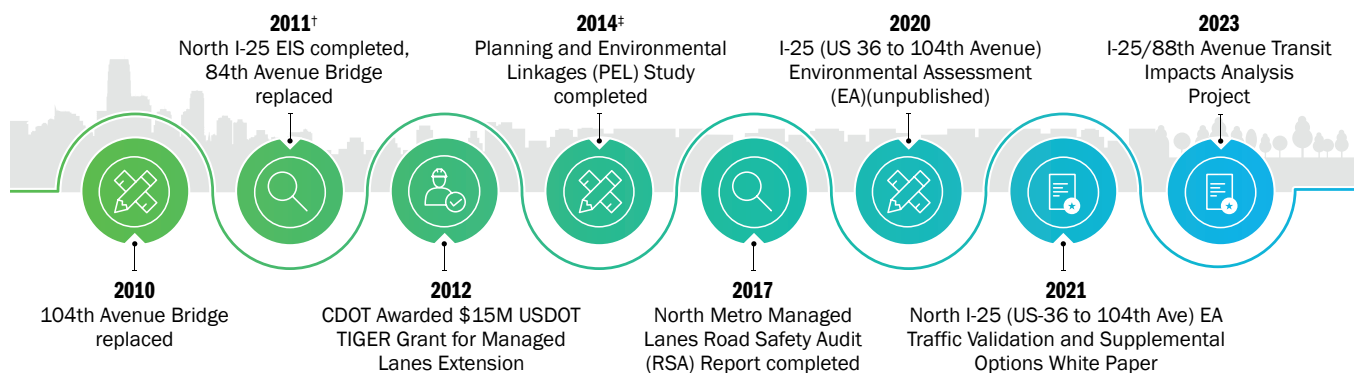 2011†
North I-25 EIS completed,
84th Avenue Bridge
replaced
2014‡
Planning and Environmental
Linkages (PEL) Study
completed
2020
I-25 (US 36 to 104th Avenue)
Environmental Assessment
(EA)(unpublished)
2023
I-25/88th Avenue Transit
Impacts Analysis
Project
2010
104th Avenue Bridge
replaced
2012
CDOT Awarded $15M USDOT
TIGER Grant for Managed
Lanes Extension
2017
North Metro Managed
Lanes Road Safety Audit
(RSA) Report completed
2021
North I-25 (US-36 to 104th Ave) EA
Traffic Validation and Supplemental
Options White Paper